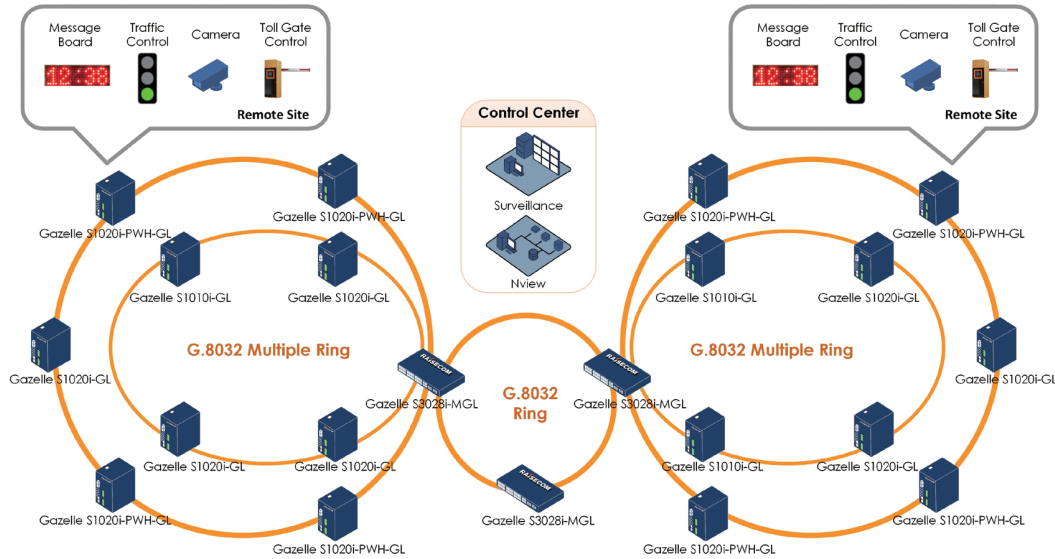 Message
Board
Traffic
Control
Camera
Toll Gate
Control
12:38
Remote Site
Message
Board
Traffic
Control
Camera
Toll Gate
Control
12:38
Remote Site
Control Center
Surveillance
Nview
Gazelle S1020i-PWH-GL
Gazelle S1020i-PWH-GL
Gazelle S1010i-GL
Gazelle S1020i-GL
G.8032 Multiple Ring
Gazelle S1020i-GL
RAISECOM
Gazelle S3028i-MGL
Gazelle S1020i-GL
Gazelle S1020i-GL
Gazelle S1020i-PWH-GL
Gazelle S1020i-PWH-GL
G.8032
Ring
RAISECOM
Gazelle S3028i-MGL
RAISECOM
Gazelle S3028i-MGL
Gazelle S1020i-PWH-GL
Gazelle S1020i-PWH-GL
Gazelle S1010i-GL
Gazelle S1020i-GL
G.8032 Multiple Ring
Gazelle S1020i-GL
Gazelle S1010i-GL
Gazelle S1020i-GL
Gazelle S1020i-PWH-GL
Gazelle S1020i-PWH-GL